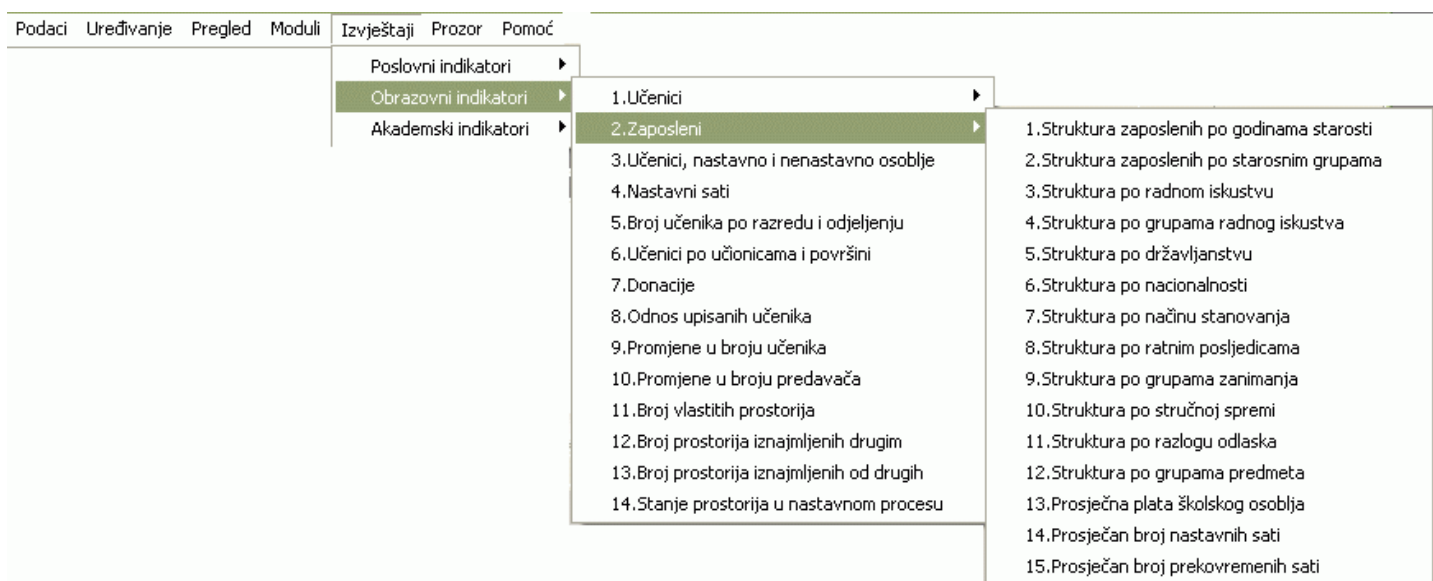 Podaci Uređivanje Pregled Moduli Izvještaji Prozor Pomoć
Poslovni indikatori
Obrazovni indikatori
Akademski indikatori
1.Učenici
2.Zaposleni
3.Učenici, nastavno i nenastavno osoblje
4.Nastavni sati
5.Broj učenika po razredu i odjeljenju
6.Učenici po učionicama i površini
7.Donacije
8.Odnos upisanih učenika
9.Promjene u broju učenika
10.Promjene u broju predavača
11.Broj vlastitih prostorija
12.Broj prostorija iznajmljenih drugim
13.Broj prostorija iznajmljenih od drugih
14.Stanje prostorija u nastavnom procesu
1.Struktura zaposlenih po godinama starosti
2.Struktura zaposlenih po starosnim grupama
3.Struktura po radnom iskustvu
4.Struktura po grupama radnog iskustva
5.Struktura po državljanstvu
6.Struktura po nacionalnosti
7.Struktura po načinu stanovanja
8.Struktura po ratnim posljedicama
9.Struktura po grupama zanimanja
10.Struktura po stručnoj spremi
11.Struktura po razlogu odlaska
12.Struktura po grupama predmeta
13.Prosječna plata školskog osoblja
14.Prosječan broj nastavnih sati
15.Prosječan broj prekovremenih sati